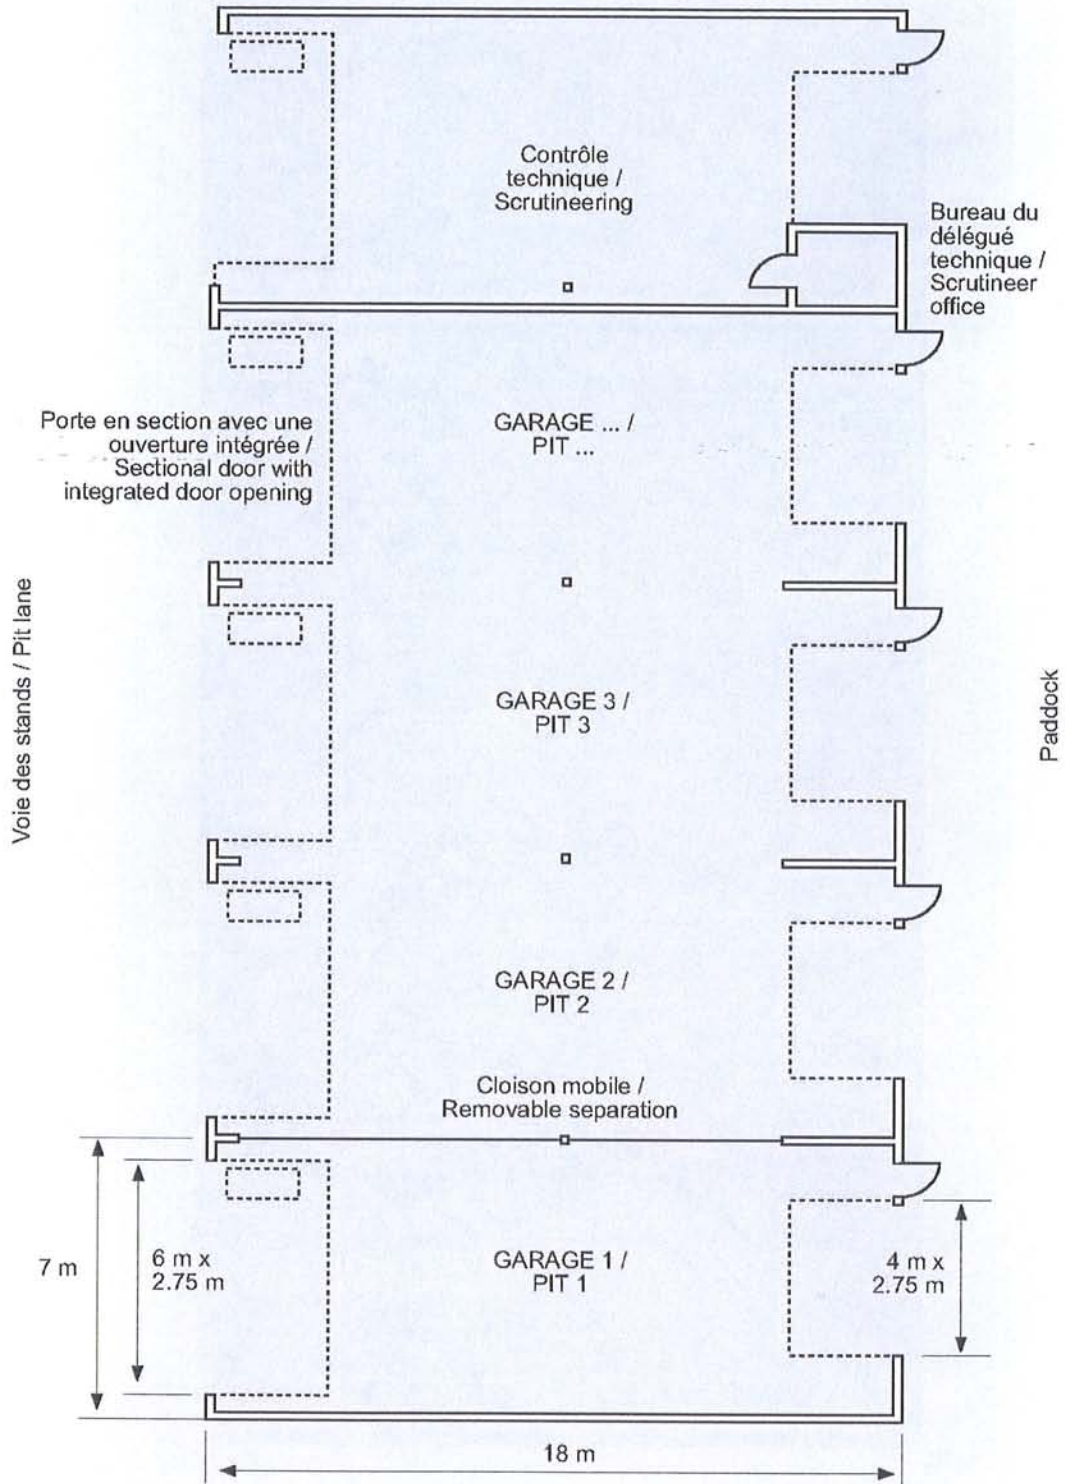 Contrôle
technique /
Scrutineering
Bureau du
délégué
technique /
Scrutineer
office
Porte en section avec une
ouverture intégrée /
Sectional door with
integrated door opening
GARAGE ... /
PIT ...
Voie des stands / Pit lane
GARAGE 3 /
PIT 3
Paddock
GARAGE 2 /
PIT 2
Cloison mobile /
Removable separation
7 m
6 m x
2.75 m
GARAGE 1 /
PIT 1
4 m x
2.75 m
18 m